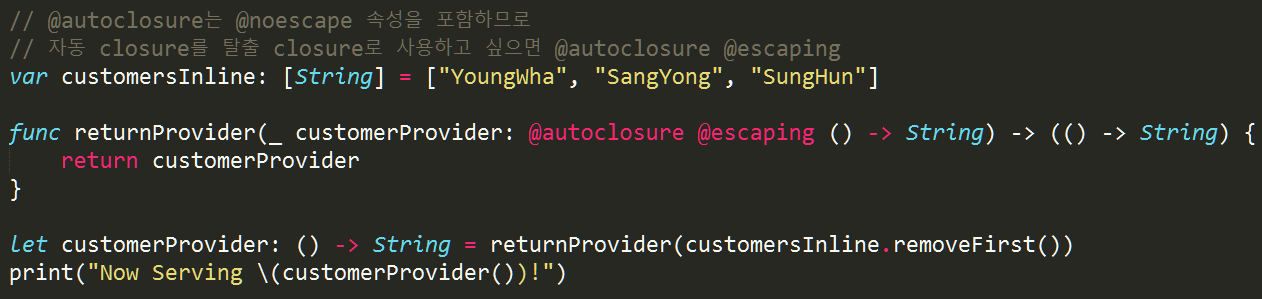 // @autoclosure는 @noescape 속성을 포함하므로
// 자동 closure를 탈출 closure로 사용하고 싶으면 @autoclosure @escaping
var customersInline: [String] = ["YoungWha", "SangYong", "SungHun"]

func returnProvider(_ customerProvider: @autoclosure @escaping () -> String) -> (() -> String) {
    return customerProvider
}

let customerProvider: () -> String = returnProvider(customersInline.removeFirst())
print("Now Serving \(customerProvider())!")